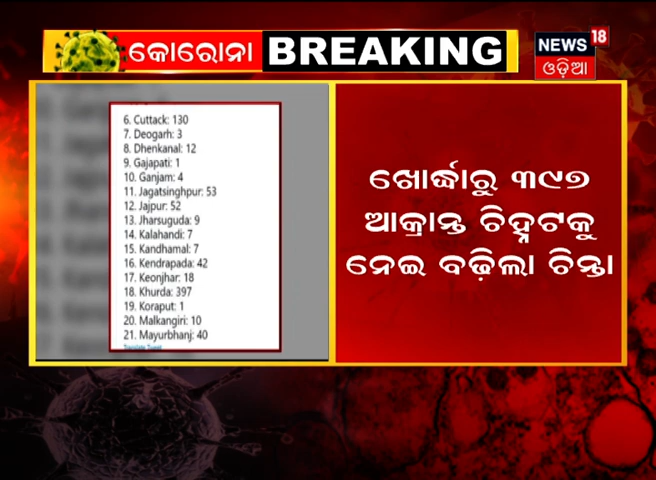 କୋରୋନା BREAKING
NEWS 18
ଓଡ଼ିଆ
6. Cuttack: 130
7. Deogarh: 3
8. Dhenkanal: 12
9. Gajapati: 1
10. Ganjam: 4
11. Jagatsinghpur: 53
12. Jajpur: 52
13. Jharsuguda: 9
14. Kalahandi: 7
15. Kandhamal: 7
16. Kendrapada: 42
17. Keonjhar: 18
18. Khurda: 397
19. Koraput: 1
20. Malkangiri: 10
21. Mayurbhanj: 40
Translate Tweet
ଖୋର୍ଦ୍ଧାରୁ ୩୯୭
ଆକ୍ରାନ୍ତ ଚିହ୍ନଟକୁ
ନେଇ ବଢ଼ିଲା ଚିନ୍ତା